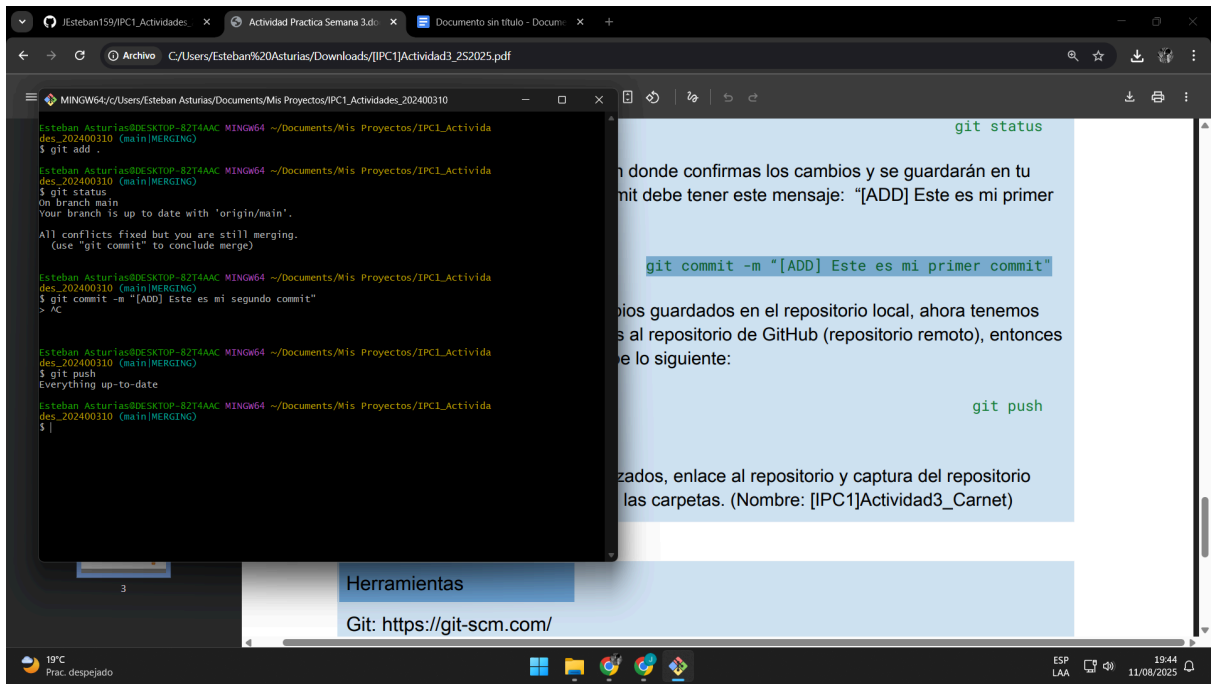 JEsteban159/IPC1_Actividades_
Actividad Practica Semana 3.do
Documento sin título - Docume
Archivo
C:/Users/Esteban%20Asturias/Downloads/[IPC1]Actividad3_2S2025.pdf
MINGW64:/c/Users/Esteban Asturias/Documents/Mis Proyectos/IPC1_Actividades_202400310
Esteban Asturias@DESKTOP-82T4AAC MINGW64 ~/Documents/Mis Proyectos/IPC1_Activida
des_202400310 (main|MERGING)
$ git add .
Esteban Asturias@DESKTOP-82T4AAC MINGW64 ~/Documents/Mis Proyectos/IPC1_Activida
des_202400310 (main|MERGING)
$ git status
On branch main
Your branch is up to date with 'origin/main'.
All conflicts fixed but you are still merging.
(use "git commit" to conclude merge)
Esteban Asturias@DESKTOP-82T4AAC MINGW64 ~/Documents/Mis Proyectos/IPC1_Activida
des_202400310 (main|MERGING)
$ git commit -m “[ADD] Este es mi segundo commit"
> ^C
Esteban Asturias@DESKTOP-82T4AAC MINGW64 ~/Documents/Mis Proyectos/IPC1_Activida
des_202400310 (main|MERGING)
$ git push
Everything up-to-date
Esteban Asturias@DESKTOP-82T4AAC MINGW64 ~/Documents/Mis Proyectos/IPC1_Activida
des_202400310 (main|MERGING)
$
git status
donde confirmas los cambios y se guardarán en tu
mit debe tener este mensaje: “[ADD] Este es mi primer
git commit -m “[ADD] Este es mi primer commit"
bios guardados en el repositorio local, ahora tenemos
s al repositorio de GitHub (repositorio remoto), entonces
e lo siguiente:
git push
zados, enlace al repositorio y captura del repositorio
las carpetas. (Nombre: [IPC1]Actividad3_Carnet)
3
Herramientas
Git: https://git-scm.com/
19°C
Prac. despejado
ESP
LAA
19:44
11/08/2025